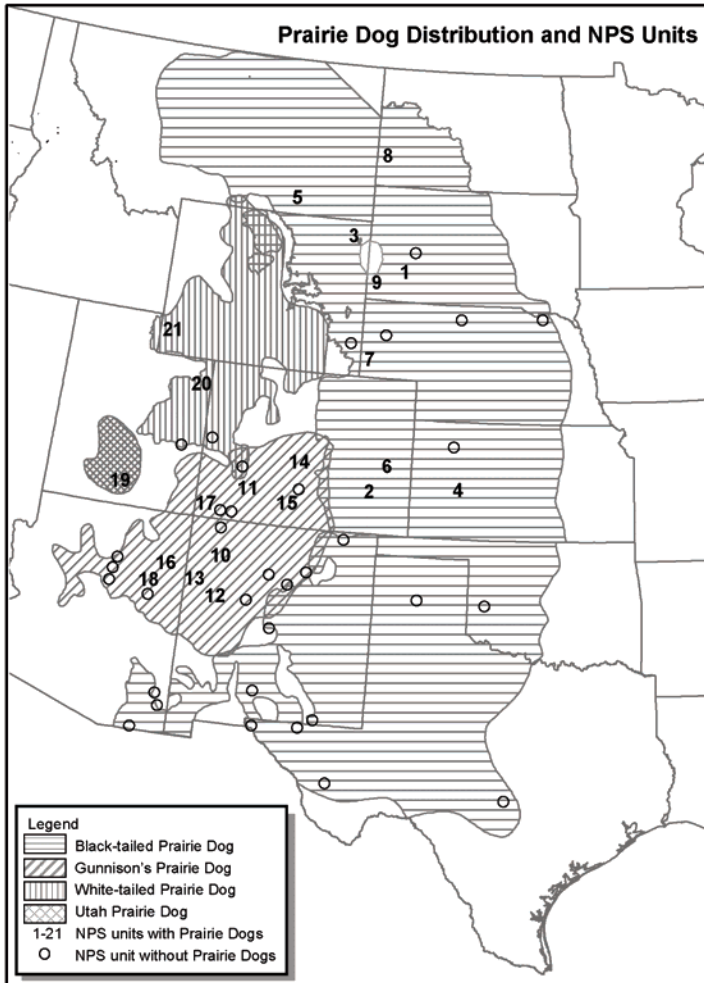 Prairie Dog Distribution and NPS Units
8
5
3
1
9
21
7
20
14
6
19
11
2
4
17
15
10
16
13
18
12
Legend
Black-tailed Prairie Dog
Gunnison's Prairie Dog
White-tailed Prairie Dog
Utah Prairie Dog
1-21 NPS units with Prairie Dogs
NPS unit without Prairie Dogs